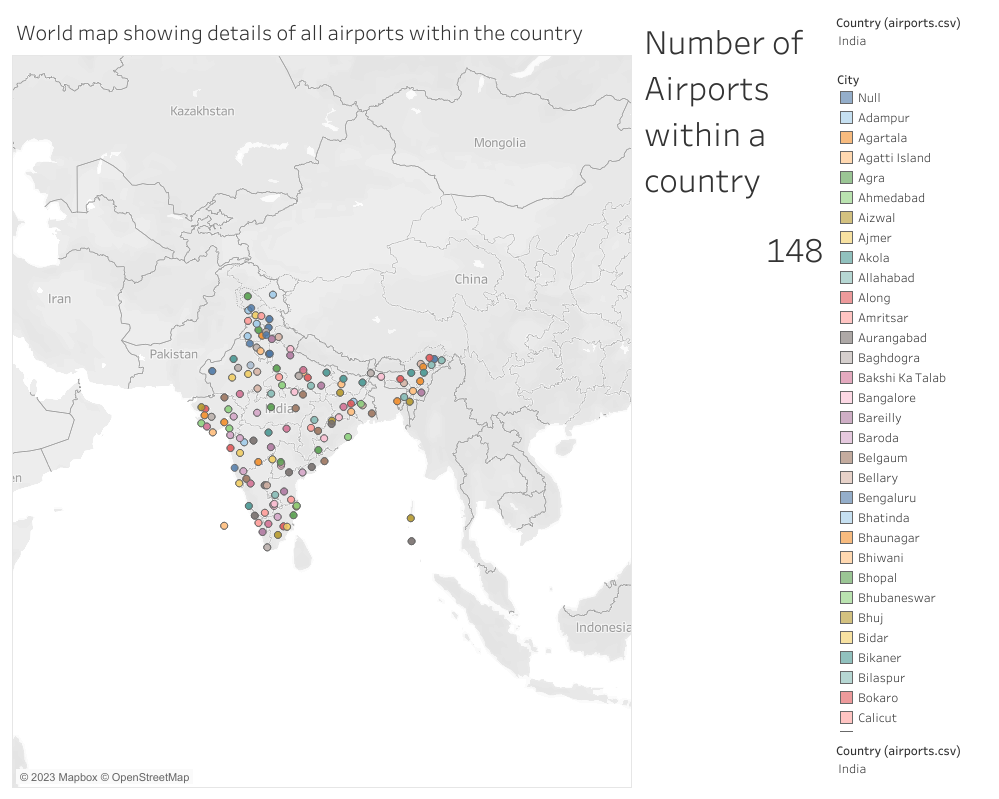 World map showing details of all airports within the country
Kazakhstan
Mongolia
China
Iran
Pakistan
India
en
Indonesia
© 2023 Mapbox © OpenStreetMap
Number of
Airports
within a
country
148
Country (airports.csv)
India
City
Null
Adampur
Agartala
Agatti Island
Agra
Ahmedabad
Aizwal
Ajmer
Akola
Allahabad
Along
Amritsar
Aurangabad
Baghdogra
Bakshi Ka Talab
Bangalore
Bareilly
Baroda
Belgaum
Bellary
Bengaluru
Bhatinda
Bhaunagar
Bhiwani
Bhopal
Bhubaneswar
Bhuj
Bidar
Bikaner
Bilaspur
Bokaro
Calicut
Country (airports.csv)
India